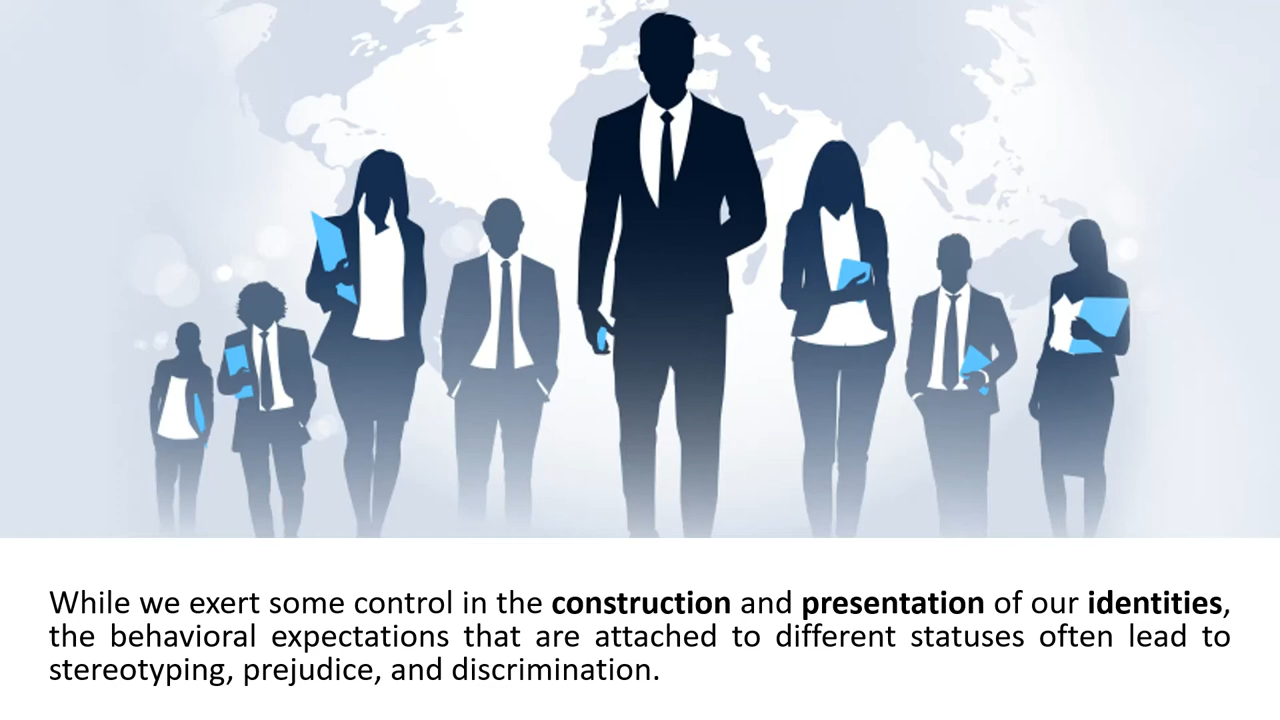 While we exert some control in the construction and presentation of our identities,
the behavioral expectations that are attached to different statuses often lead to
stereotyping, prejudice, and discrimination.